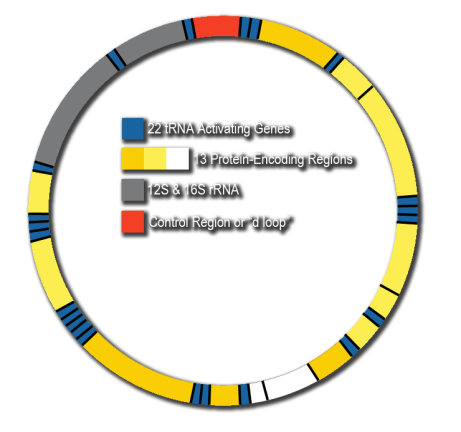 22 tRNA Activating Genes
13 Protein-Encoding Regions
12S & 16S rRNA
Control Region or "d loop"